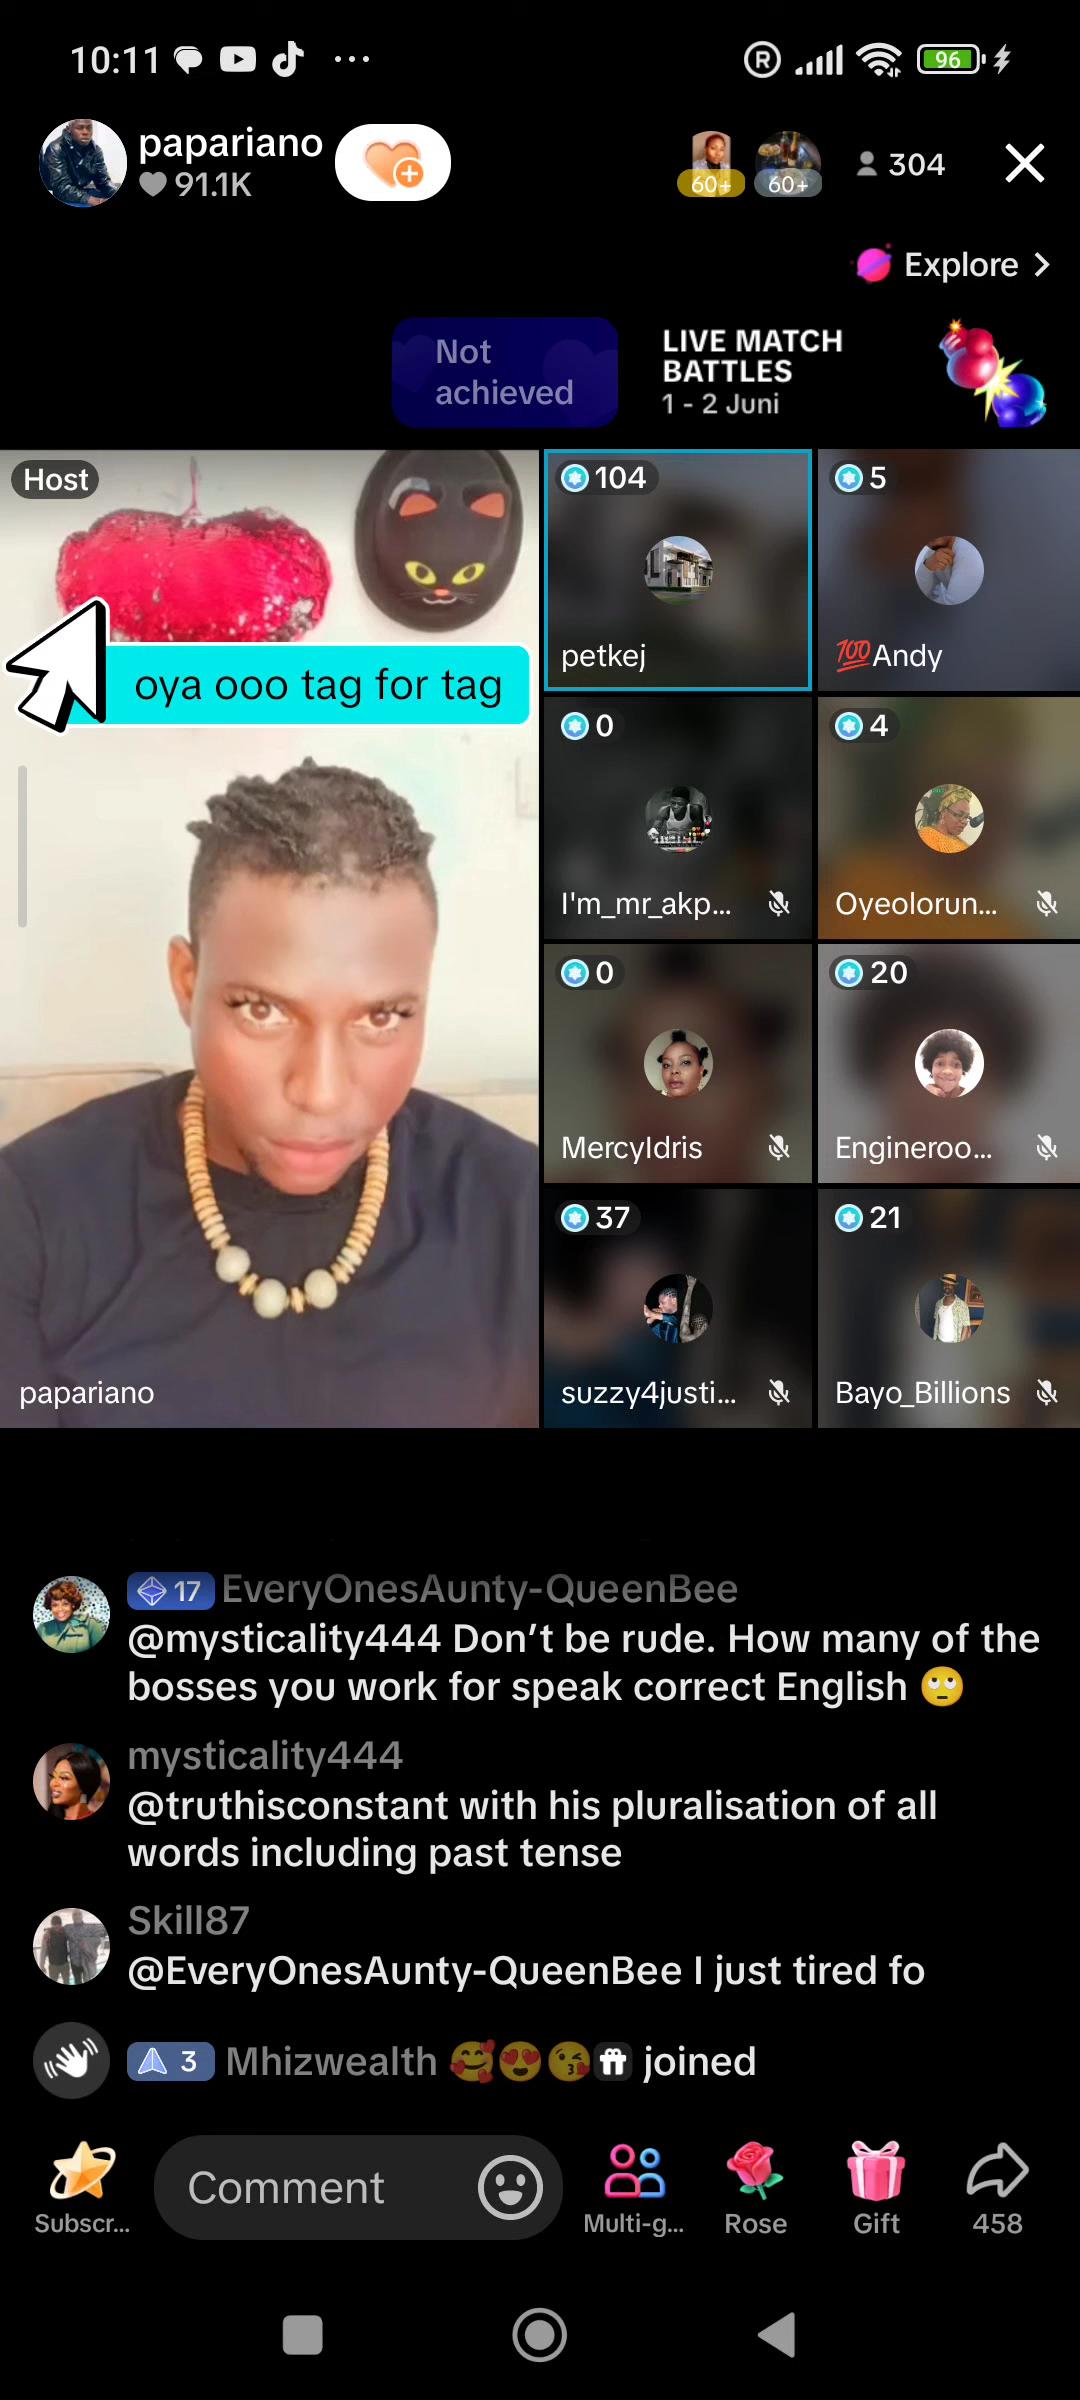 10:11
96
papariano
91.1K
60+
60+
304
Explore
Not
achieved
LIVE MATCH
BATTLES
1 - 2 Juni
Host
oya ooo tag for tag
papariano
104
petkej
5
💯Andy
0
I'm_mr_akp...
4
Oyeolorun...
0
MercyIdris
20
Engineroo...
37
suzzy4justi...
21
Bayo_Billions
17 EveryOnesAunty-QueenBee
@mysticality444 Don’t be rude. How many of the
bosses you work for speak correct English 🙄
mysticality444
@truthisconstant with his pluralisation of all
words including past tense
Skill87
@EveryOnesAunty-QueenBee I just tired fo
3 Mhizwealth 🥰😍😘 joined
Comment
Subscr...
Multi-g...
Rose
Gift
458